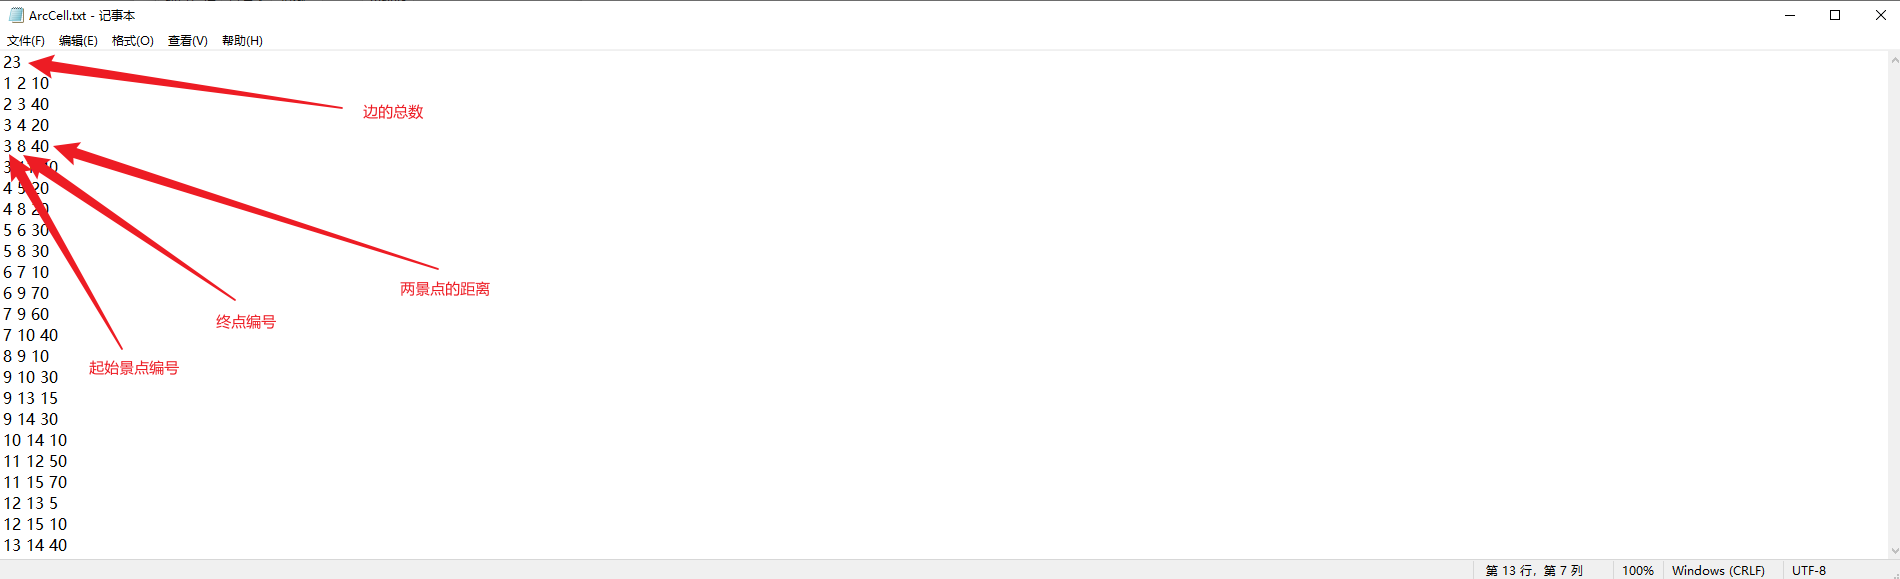 ArcCell.txt - 记事本
文件(F) 编辑(E) 格式(O) 查看(V) 帮助(H)
23
1 2 10
边的总数
2 3 40
3 4 20
3 8 40
3
4 5 20
4 8 20
5 6 30
5 8 30
6 7 10
两景点的距离
6 9 70
7 9 60
终点编号
7 10 40
8 9 10
起始景点编号
9 10 30
9 13 15
9 14 30
10 14 10
11 12 50
11 15 70
12 13 5
12 15 10
13 14 40
第 13 行，第 7 列 100% Windows (CRLF) UTF-8